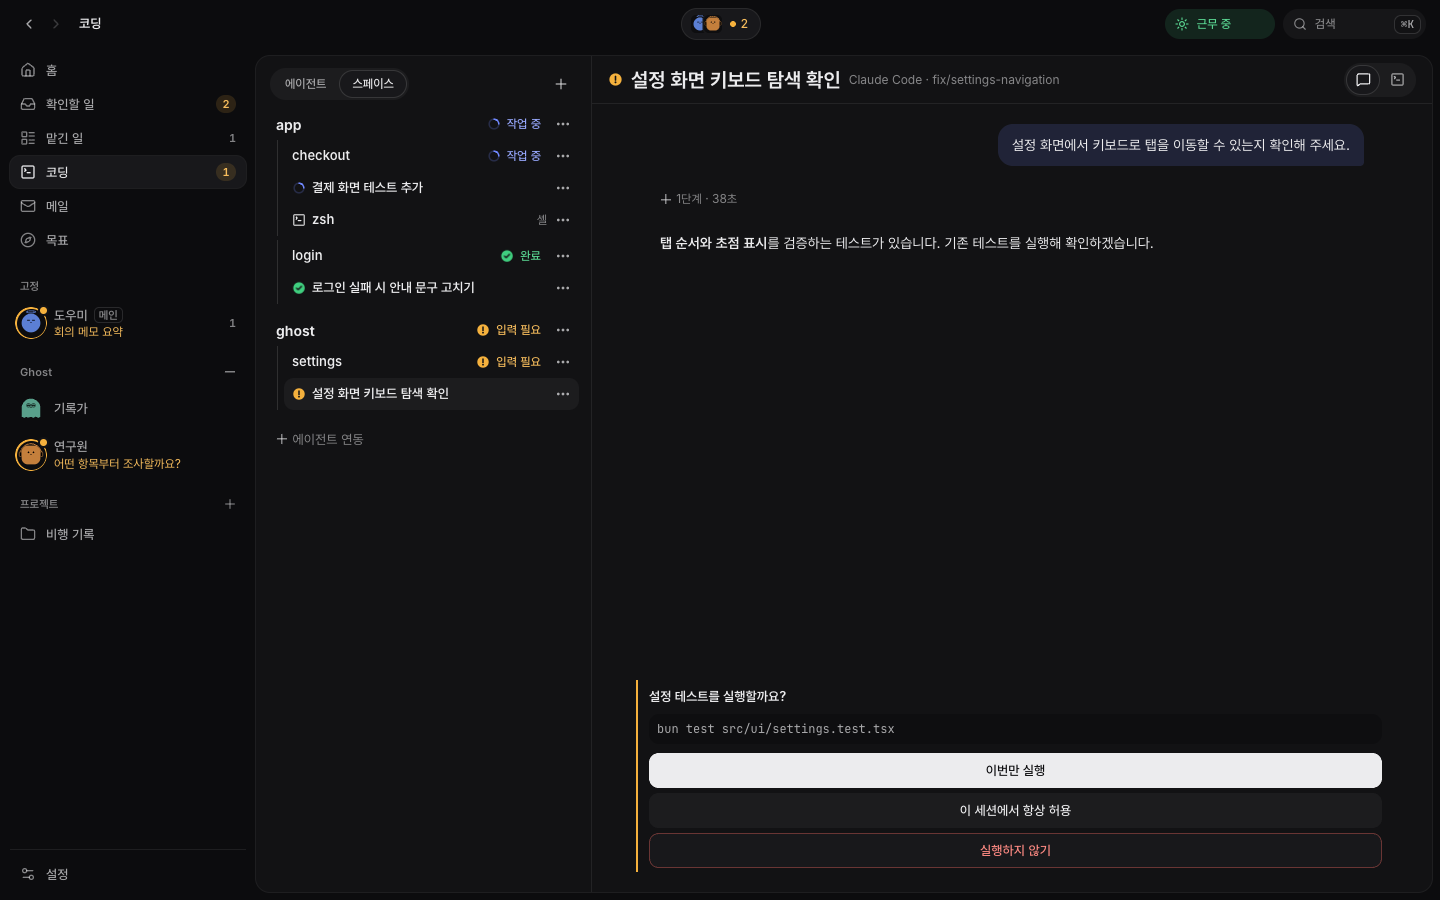 코딩
2
근무 중
검색
⌘K
홈
확인할 일
2
맡긴 일
1
코딩
1
메일
목표
고정
도우미 메인
회의 메모 요약
1
Ghost
기록가
연구원
어떤 항목부터 조사할까요?
프로젝트
비행 기록
설정
에이전트
스페이스
app
작업 중
checkout
작업 중
결제 화면 테스트 추가
zsh
셸
login
완료
로그인 실패 시 안내 문구 고치기
ghost
입력 필요
settings
입력 필요
설정 화면 키보드 탐색 확인
에이전트 연동
설정 화면 키보드 탐색 확인 Claude Code · fix/settings-navigation
설정 화면에서 키보드로 탭을 이동할 수 있는지 확인해 주세요.
1단계 · 38초
탭 순서와 초점 표시를 검증하는 테스트가 있습니다. 기존 테스트를 실행해 확인하겠습니다.
설정 테스트를 실행할까요?
bun test src/ui/settings.test.tsx
이번만 실행
이 세션에서 항상 허용
실행하지 않기